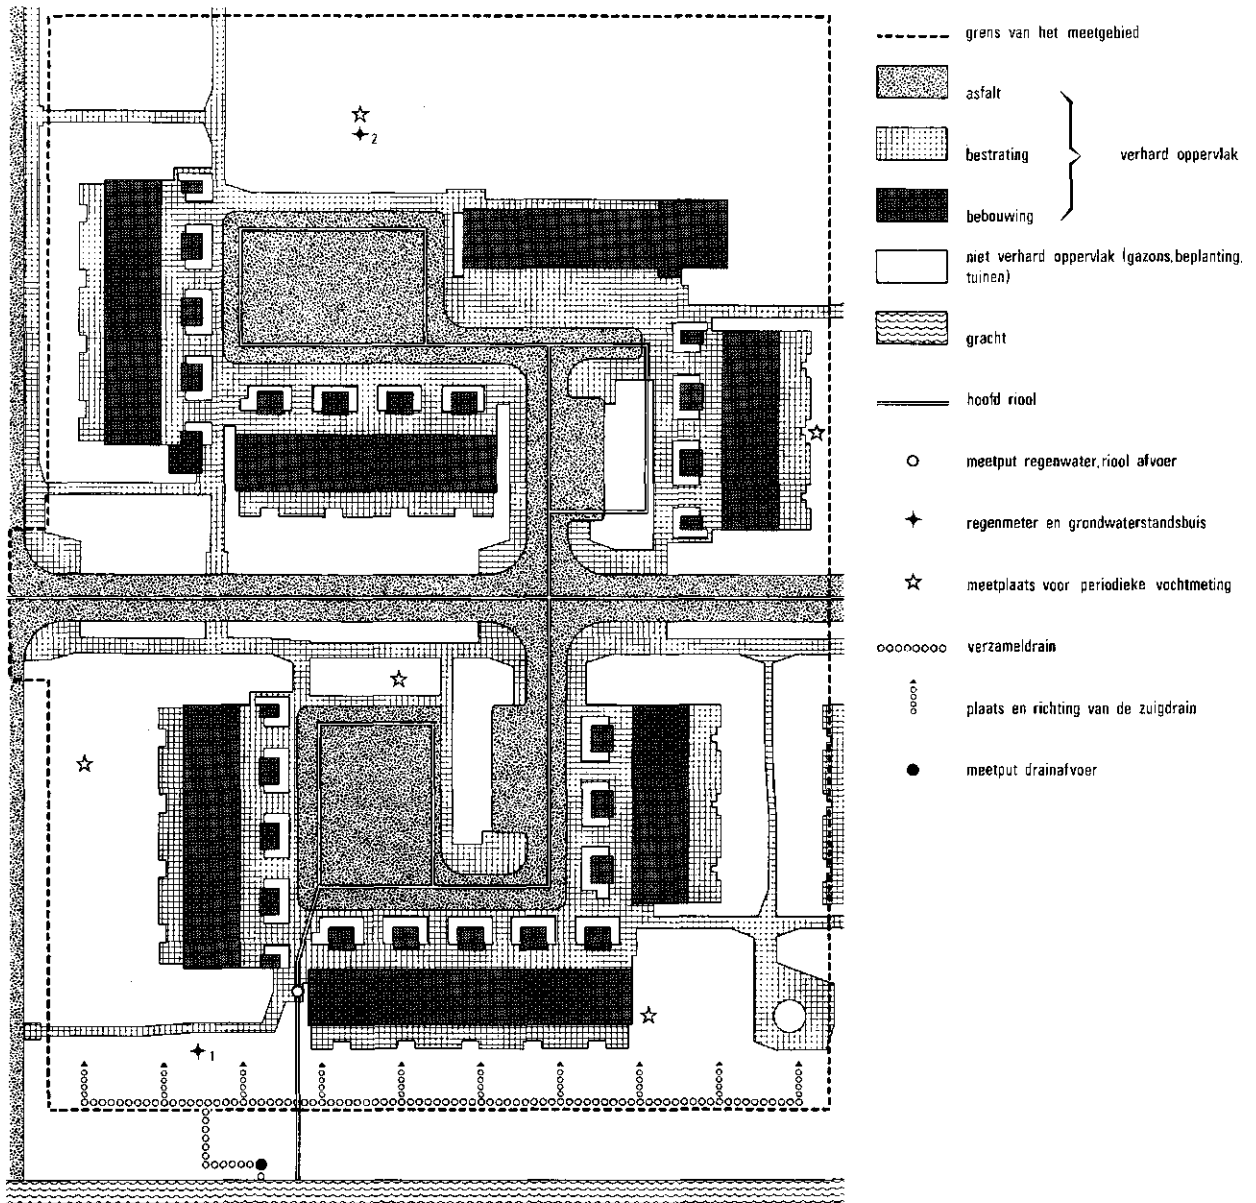 grens van het meetgebied
asfalt
bestrating
verhard oppervlak
bebouwing
niet verhard oppervlak (gazons, beplanting,
tuinen)
gracht
hoofd riool
meetput regenwater, riool afvoer
regenmeter en grondwaterstandsbuis
meetplaats voor periodieke vochtmeting
verzameldrain
plaats en richting van de zuigdrain
meetput drainafvoer
2
1